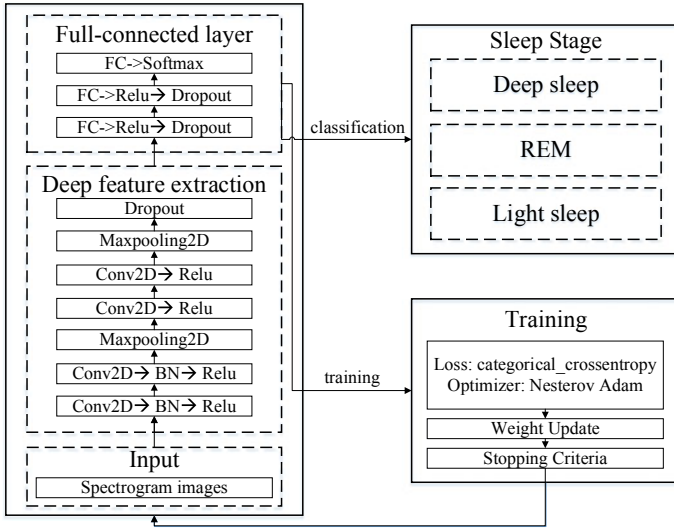 Full-connected layer
FC->Softmax
FC->Relu→ Dropout
FC->Relu→ Dropout
Deep feature extraction
Dropout
Maxpooling2D
Conv2D→ Relu
Conv2D→ Relu
Maxpooling2D
Conv2D→ BN→ Relu
Conv2D→ BN→ Relu
Input
Spectrogram images
classification
training
Sleep Stage
Deep sleep
REM
Light sleep
Training
Loss: categorical_crossentropy
Optimizer: Nesterov Adam
Weight Update
Stopping Criteria